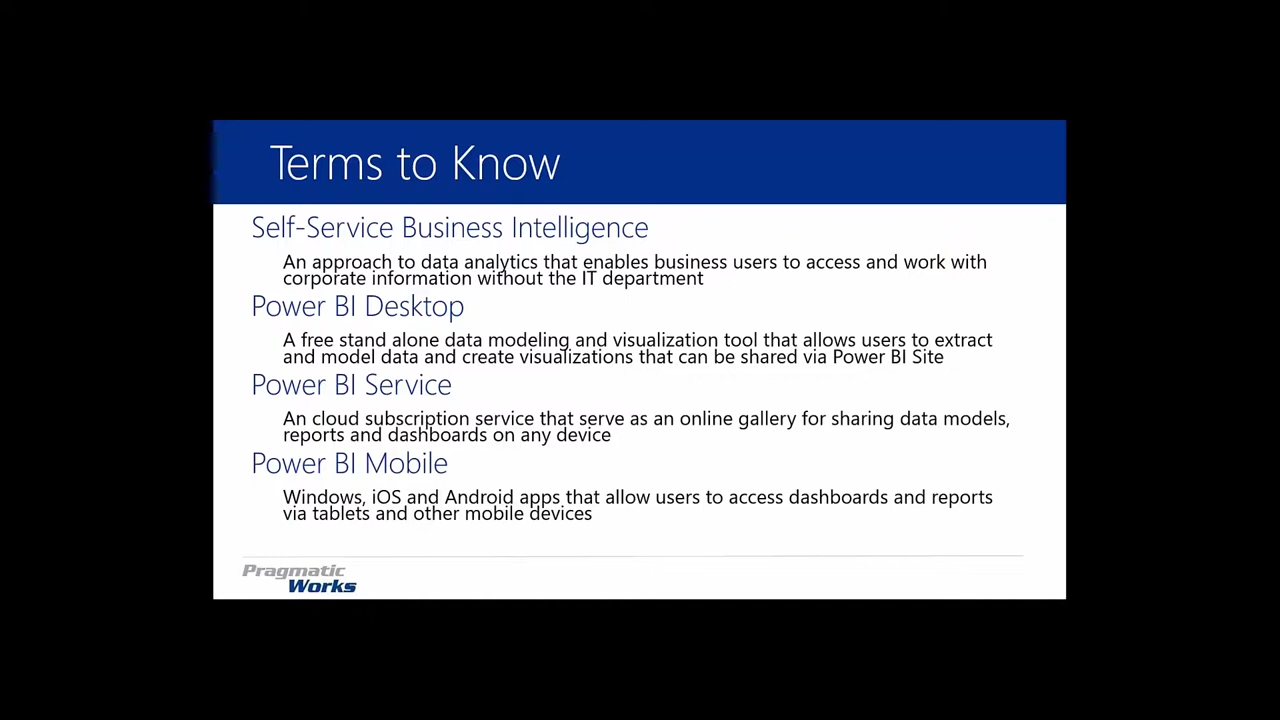 Terms to Know
Self-Service Business Intelligence
An approach to data analytics that enables business users to access and work with
corporate information without the IT department
Power BI Desktop
A free stand alone data modeling and visualization tool that allows users to extract
and model data and create visualizations that can be shared via Power BI Site
Power BI Service
An cloud subscription service that serve as an online gallery for sharing data models,
reports and dashboards on any device
Power BI Mobile
Windows, iOS and Android apps that allow users to access dashboards and reports
via tablets and other mobile devices
Pragmatic
Works